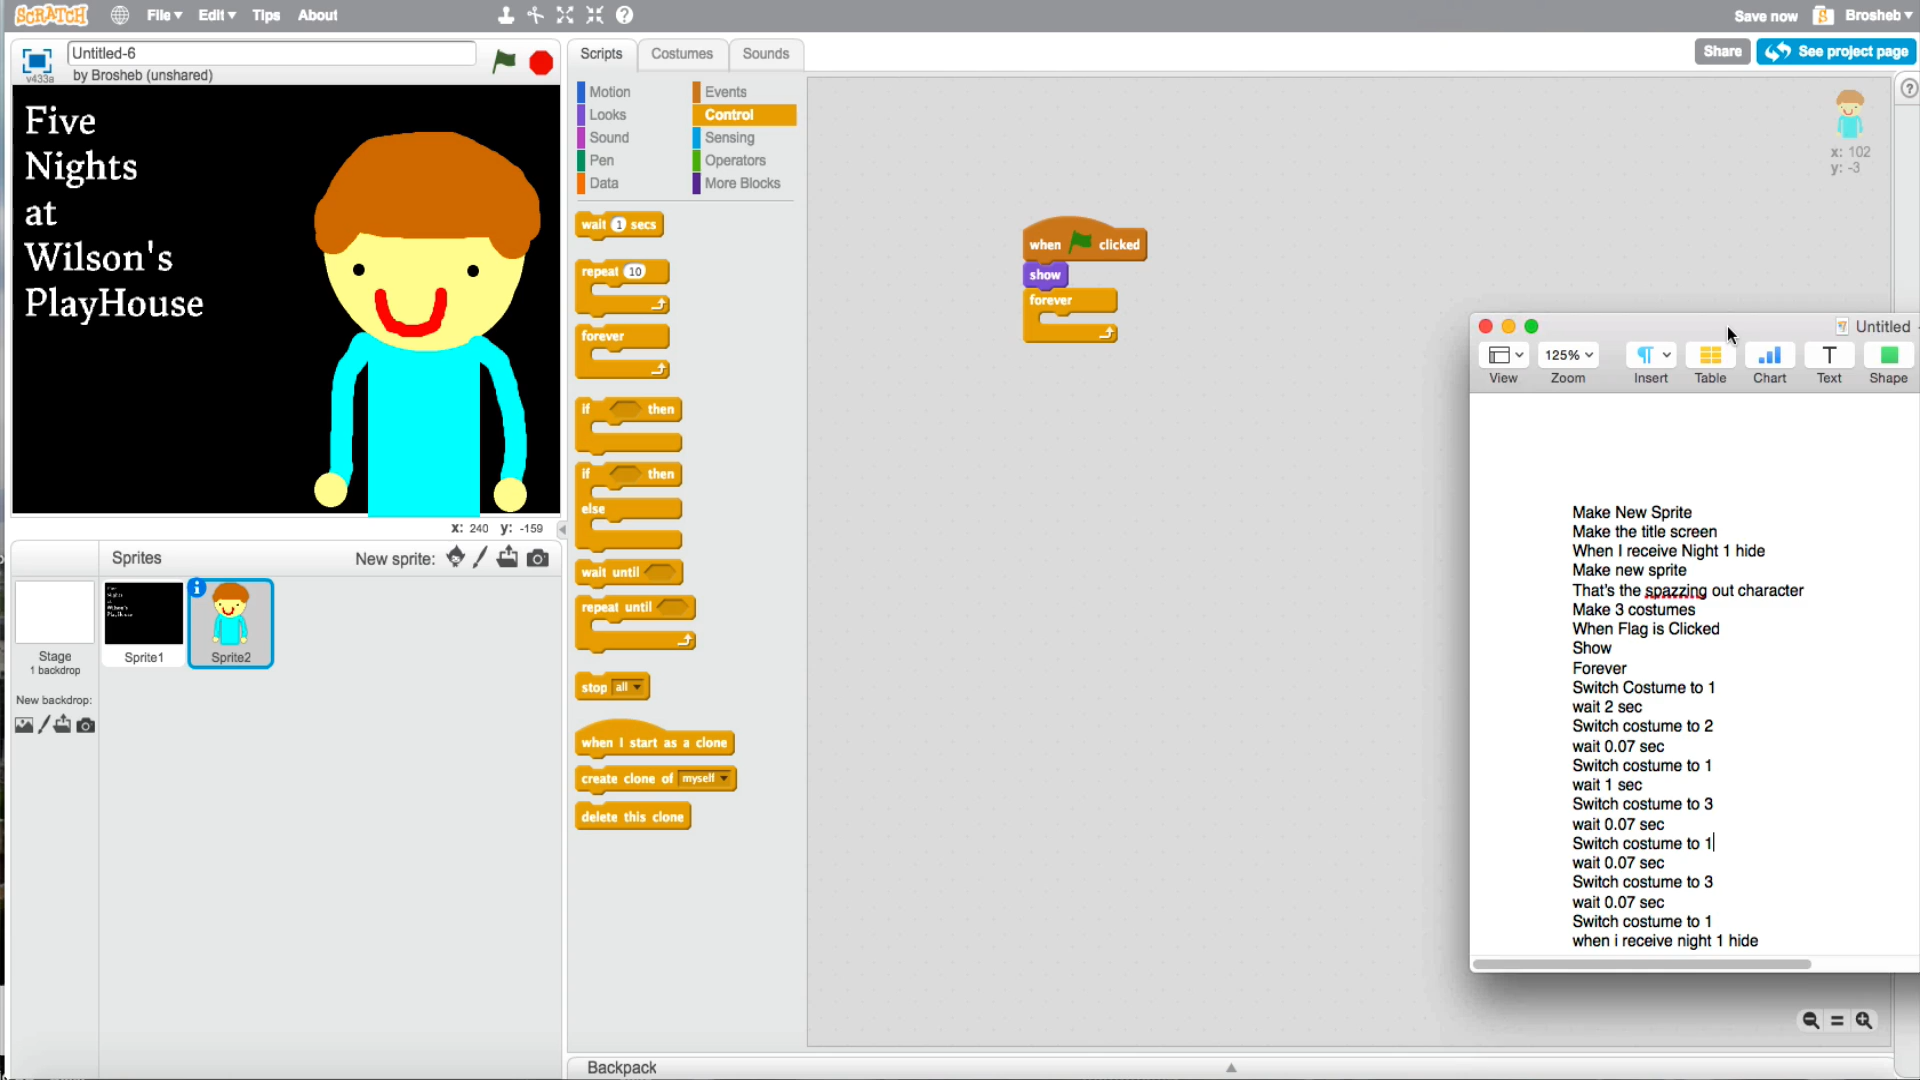 SCRATCH
File
Edit
Tips
About
Save now
Brosheb
Untitled-6
by Brosheb (unshared)
v433a
Scripts
Costumes
Sounds
Share
See project page
Motion
Looks
Sound
Pen
Data
Events
Control
Sensing
Operators
More Blocks
wait 1 secs
repeat 10
forever
if then
if then
else
wait until
repeat until
stop all
when I start as a clone
create clone of myself
delete this clone
Five
Nights
at
Wilson's
PlayHouse
x: 240 y: -159
Sprites
New sprite:
Stage
1 backdrop
New backdrop:
Sprite1
Sprite2
when clicked
show
forever
x: 102
y: -3
Untitled
View
125%
Zoom
Insert
Table
Chart
Text
Shape
Make New Sprite
Make the title screen
When I receive Night 1 hide
Make new sprite
That's the spazzing out character
Make 3 costumes
When Flag is Clicked
Show
Forever
Switch Costume to 1
wait 2 sec
Switch costume to 2
wait 0.07 sec
Switch costume to 1
wait 1 sec
Switch costume to 3
wait 0.07 sec
Switch costume to 1
wait 0.07 sec
Switch costume to 3
wait 0.07 sec
Switch costume to 1
when i receive night 1 hide
Backpack